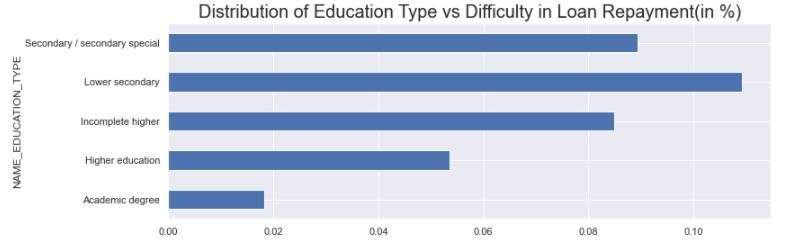 Distribution of Education Type vs Difficulty in Loan Repayment(in %)
NAME_EDUCATION_TYPE
Secondary / secondary special
Lower secondary
Incomplete higher
Higher education
Academic degree
0.00 0.02 0.04 0.06 0.08 0.10